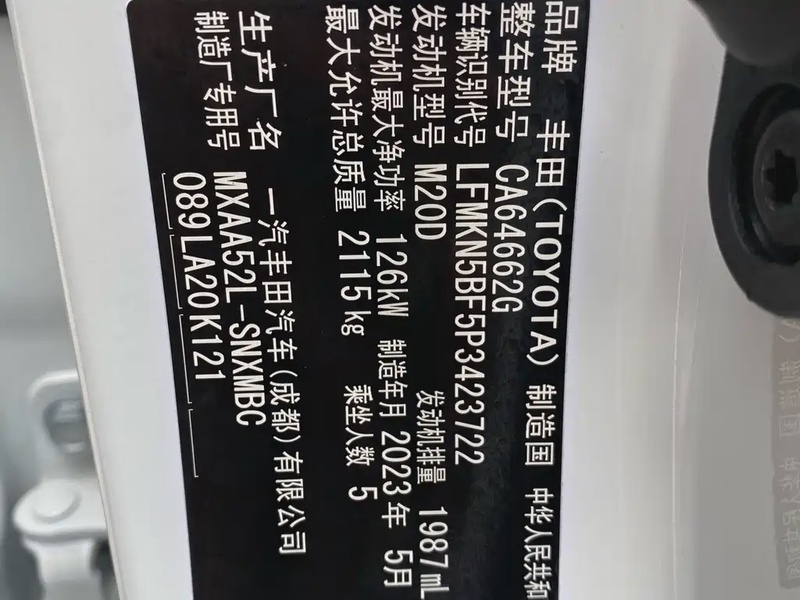 品牌 丰田(TOYOTA) 制造国 中华人民共和
整车型号 CA64662G
车辆识别代号 LFMKN5BF5P3423722
发动机型号 M20D 发动机排量 1987mL
发动机最大净功率 126kW 制造年月 2023年 5月
最大允许总质量 2115kg 乘坐人数 5
生产厂名 一汽丰田汽车(成都)有限公司
制造厂专用号 MXAA52L-SNXMBC
089LA20K121